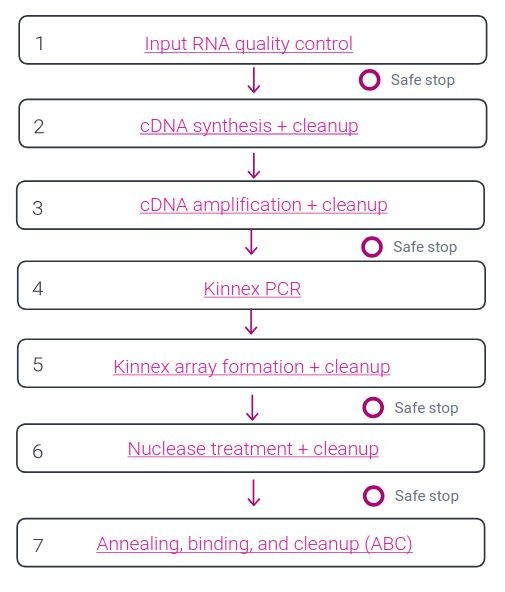 1 Input RNA quality control
Safe stop
2 cDNA synthesis + cleanup
3 cDNA amplification + cleanup
Safe stop
4 Kinnex PCR
5 Kinnex array formation + cleanup
Safe stop
6 Nuclease treatment + cleanup
Safe stop
7 Annealing, binding, and cleanup (ABC)